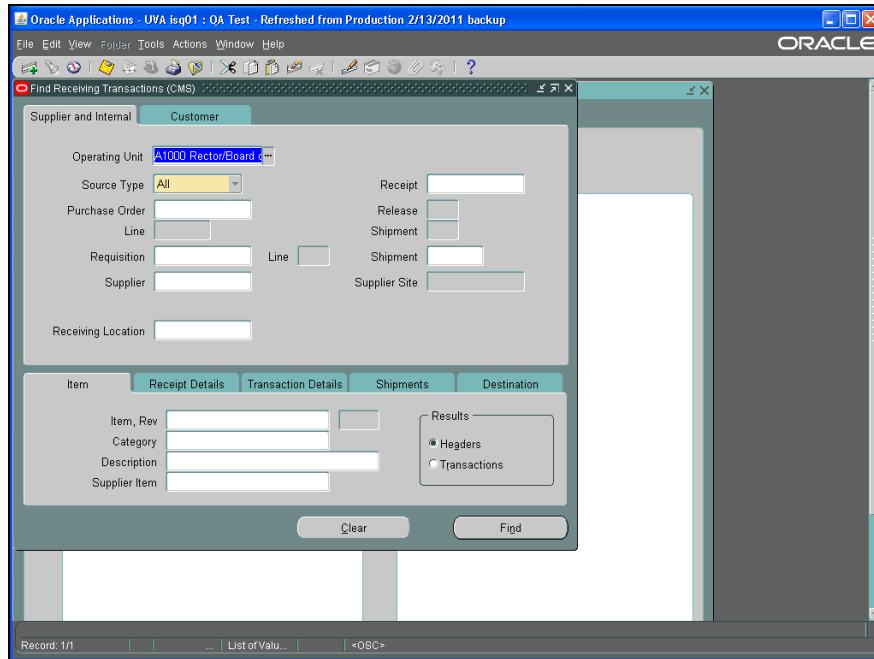 Oracle Applications - UVA isq01 : QA Test - Refreshed from Production 2/13/2011 backup
File Edit View Folder Tools Actions Window Help
ORACLE
Find Receiving Transactions (CMS)
Supplier and Internal Customer
Operating Unit A1000 Rector/Board
Source Type All Receipt
Purchase Order Release
Line Shipment
Requisition Line Shipment
Supplier Supplier Site
Receiving Location
Item Receipt Details Transaction Details Shipments Destination
Item, Rev Results
Category Headers
Description Transactions
Supplier Item
Clear Find
Record: 1/1 ... List of Valu... <OSC>